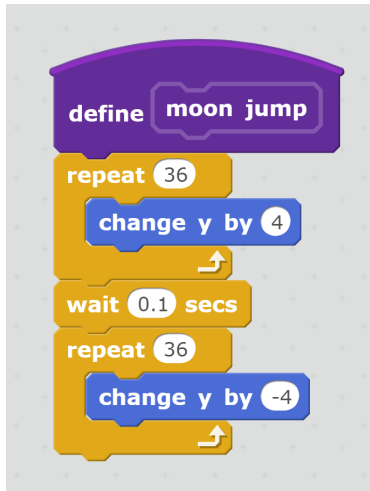 define moon jump
repeat 36
change y by 4
wait 0.1 secs
repeat 36
change y by -4